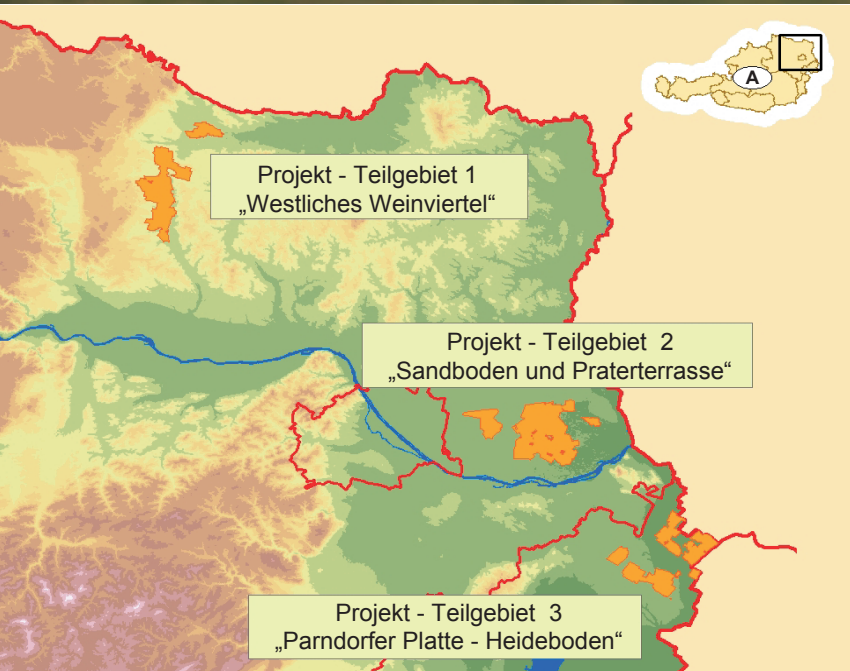 A
Projekt - Teilgebiet 1
„Westliches Weinviertel“
Projekt - Teilgebiet 2
„Sandboden und Praterterrasse“
Projekt - Teilgebiet 3
„Parndorfer Platte - Heideboden“